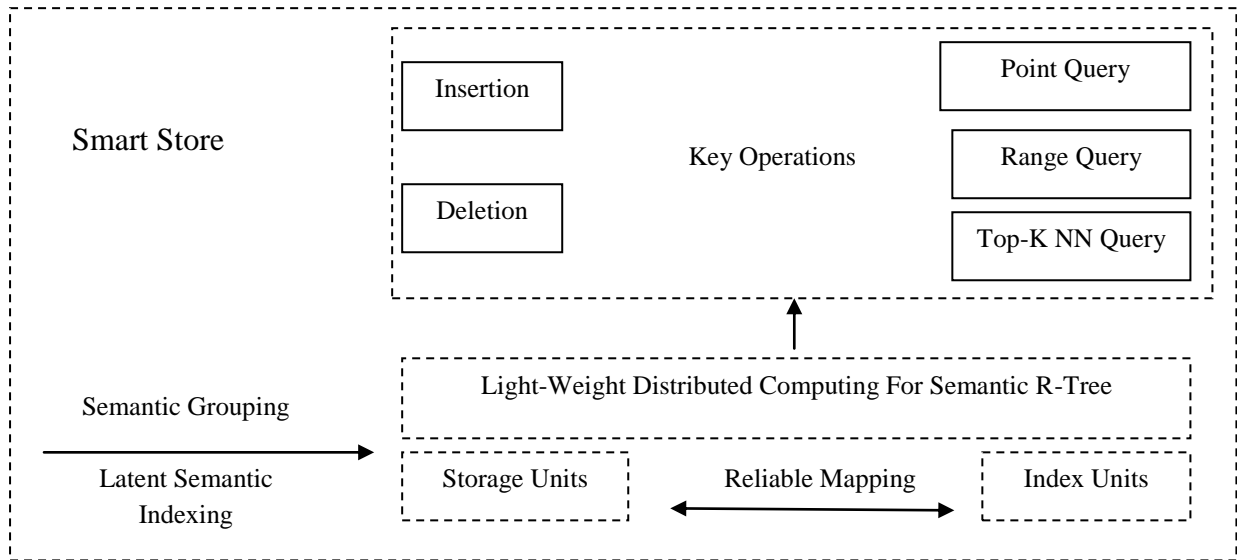 Smart Store
Insertion
Deletion
Key Operations
Point Query
Range Query
Top-K NN Query
Light-Weight Distributed Computing For Semantic R-Tree
Semantic Grouping
Latent Semantic
Indexing
Storage Units
Reliable Mapping
Index Units